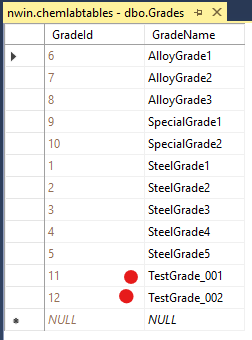 nwin.chemlabtables - dbo.Grades
GradeId GradeName
6 AlloyGrade1
7 AlloyGrade2
8 AlloyGrade3
9 SpecialGrade1
10 SpecialGrade2
1 SteelGrade1
2 SteelGrade2
3 SteelGrade3
4 SteelGrade4
5 SteelGrade5
11 TestGrade_001
12 TestGrade_002
NULL NULL